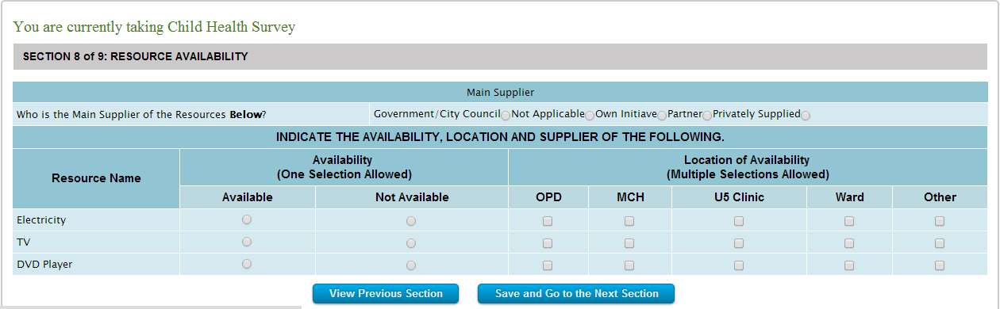 You are currently taking Child Health Survey
SECTION 8 of 9: RESOURCE AVAILABILITY
Main Supplier
Who is the Main Supplier of the Resources Below? Government/City Council Not Applicable Own Initiave Partner Privately Supplied
INDICATE THE AVAILABILITY, LOCATION AND SUPPLIER OF THE FOLLOWING.
Resource Name
Availability
(One Selection Allowed)
Location of Availability
(Multiple Selections Allowed)
Available Not Available OPD MCH U5 Clinic Ward Other
Electricity
TV
DVD Player
View Previous Section Save and Go to the Next Section